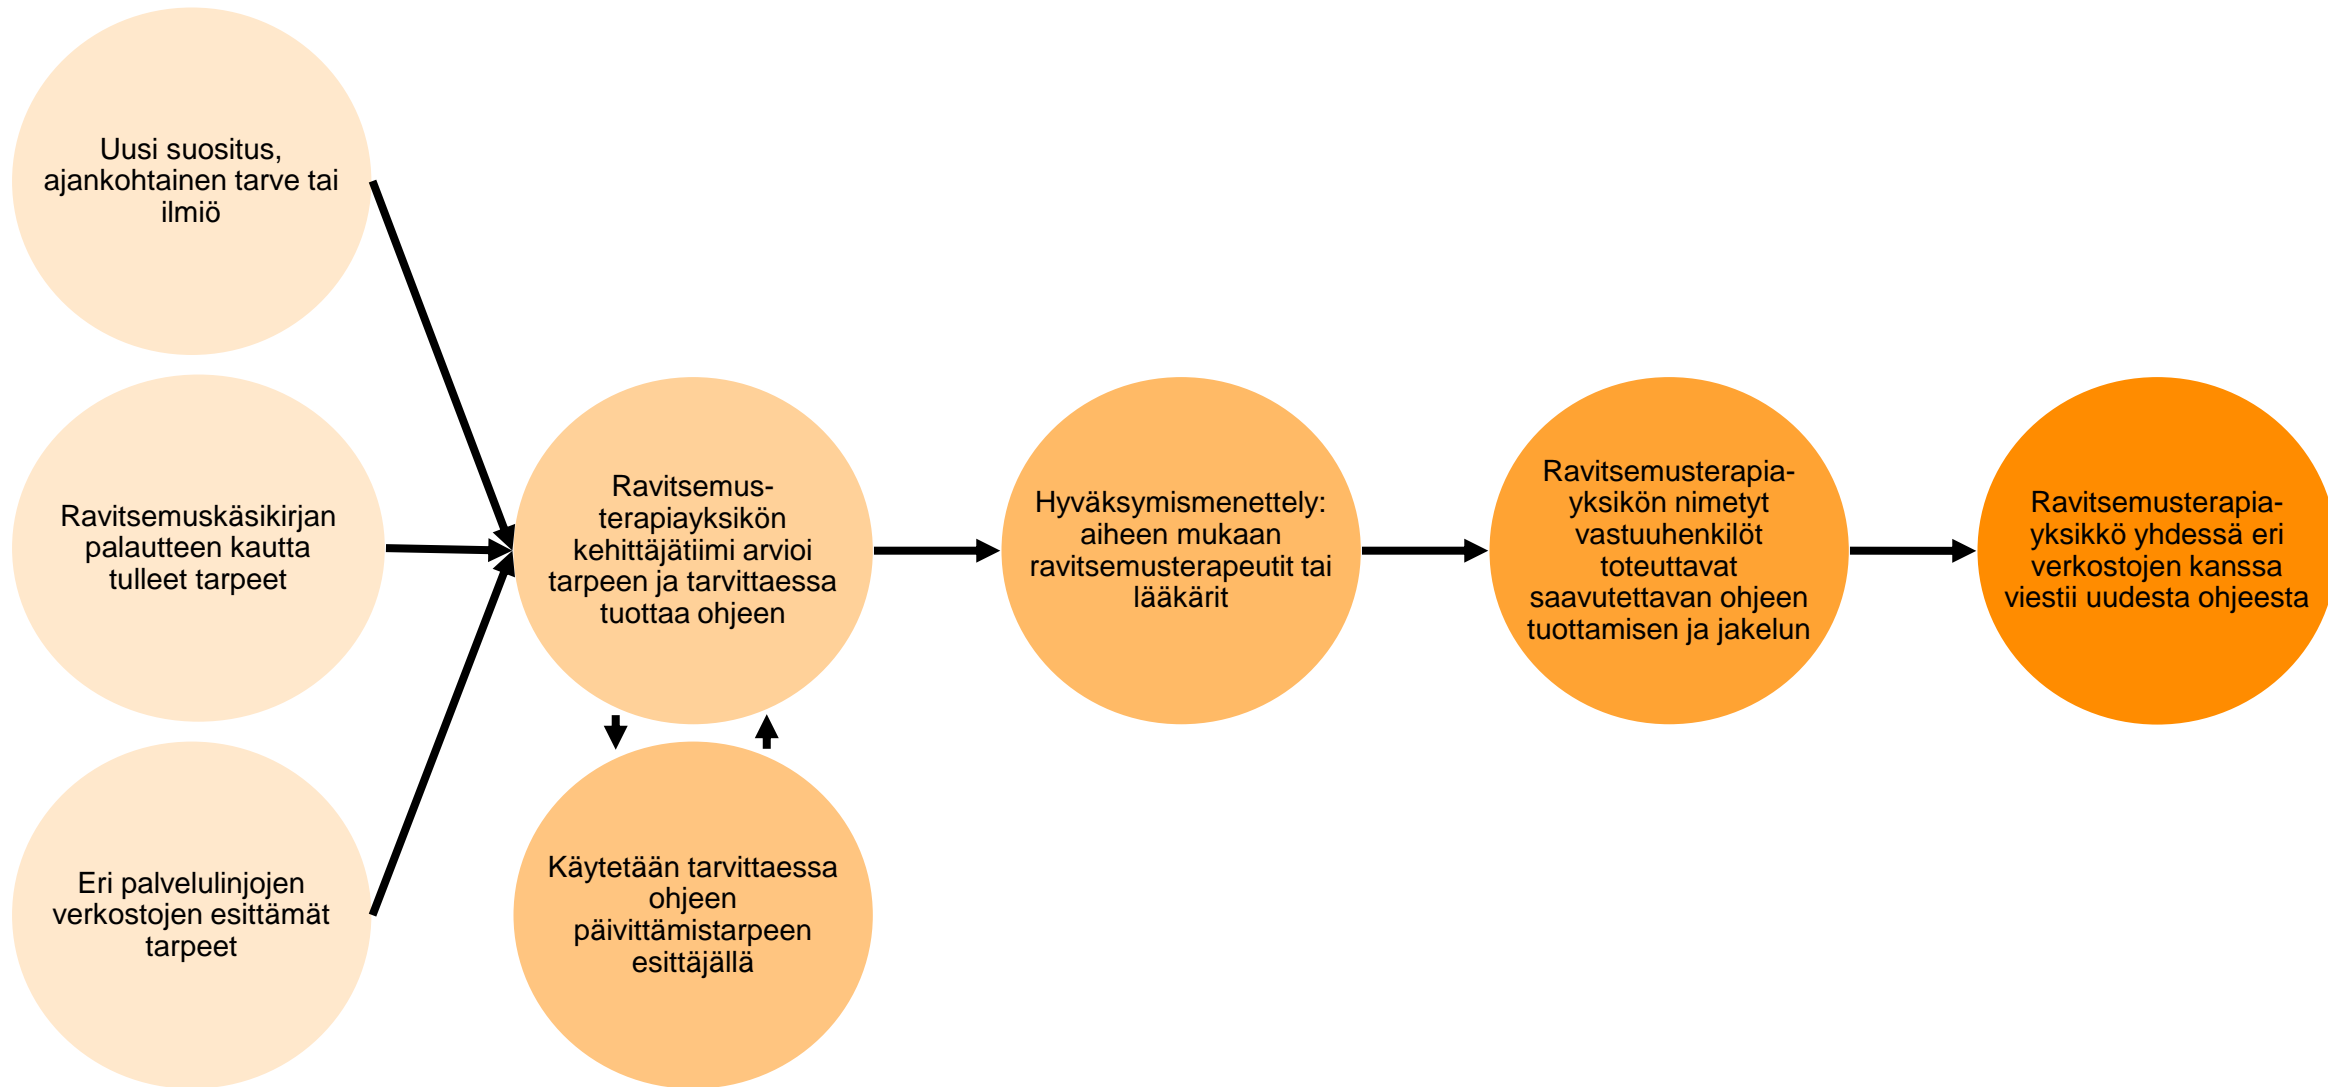 Uusi suositus,
ajankohtainen tarve tai
ilmiö
Ravitsemuskäsikirjan
palautteen kautta
tulleet tarpeet
Eri palvelulinjojen
verkostojen esittämät
tarpeet
Ravitsemus-
terapiayksikön
kehittäjätiimi arvioi
tarpeen ja tarvittaessa
tuottaa ohjeen
Käytetään tarvittaessa
ohjeen
päivittämistarpeen
esittäjällä
Hyväksymismenettely:
aiheen mukaan
ravitsemusterapeutit tai
lääkärit
Ravitsemusterapia-
yksikön nimetyt
vastuuhenkilöt
toteuttavat
saavutettavan ohjeen
tuottamisen ja jakelun
Ravitsemusterapia-
yksikkö yhdessä eri
verkostojen kanssa
viestii uudesta ohjeesta